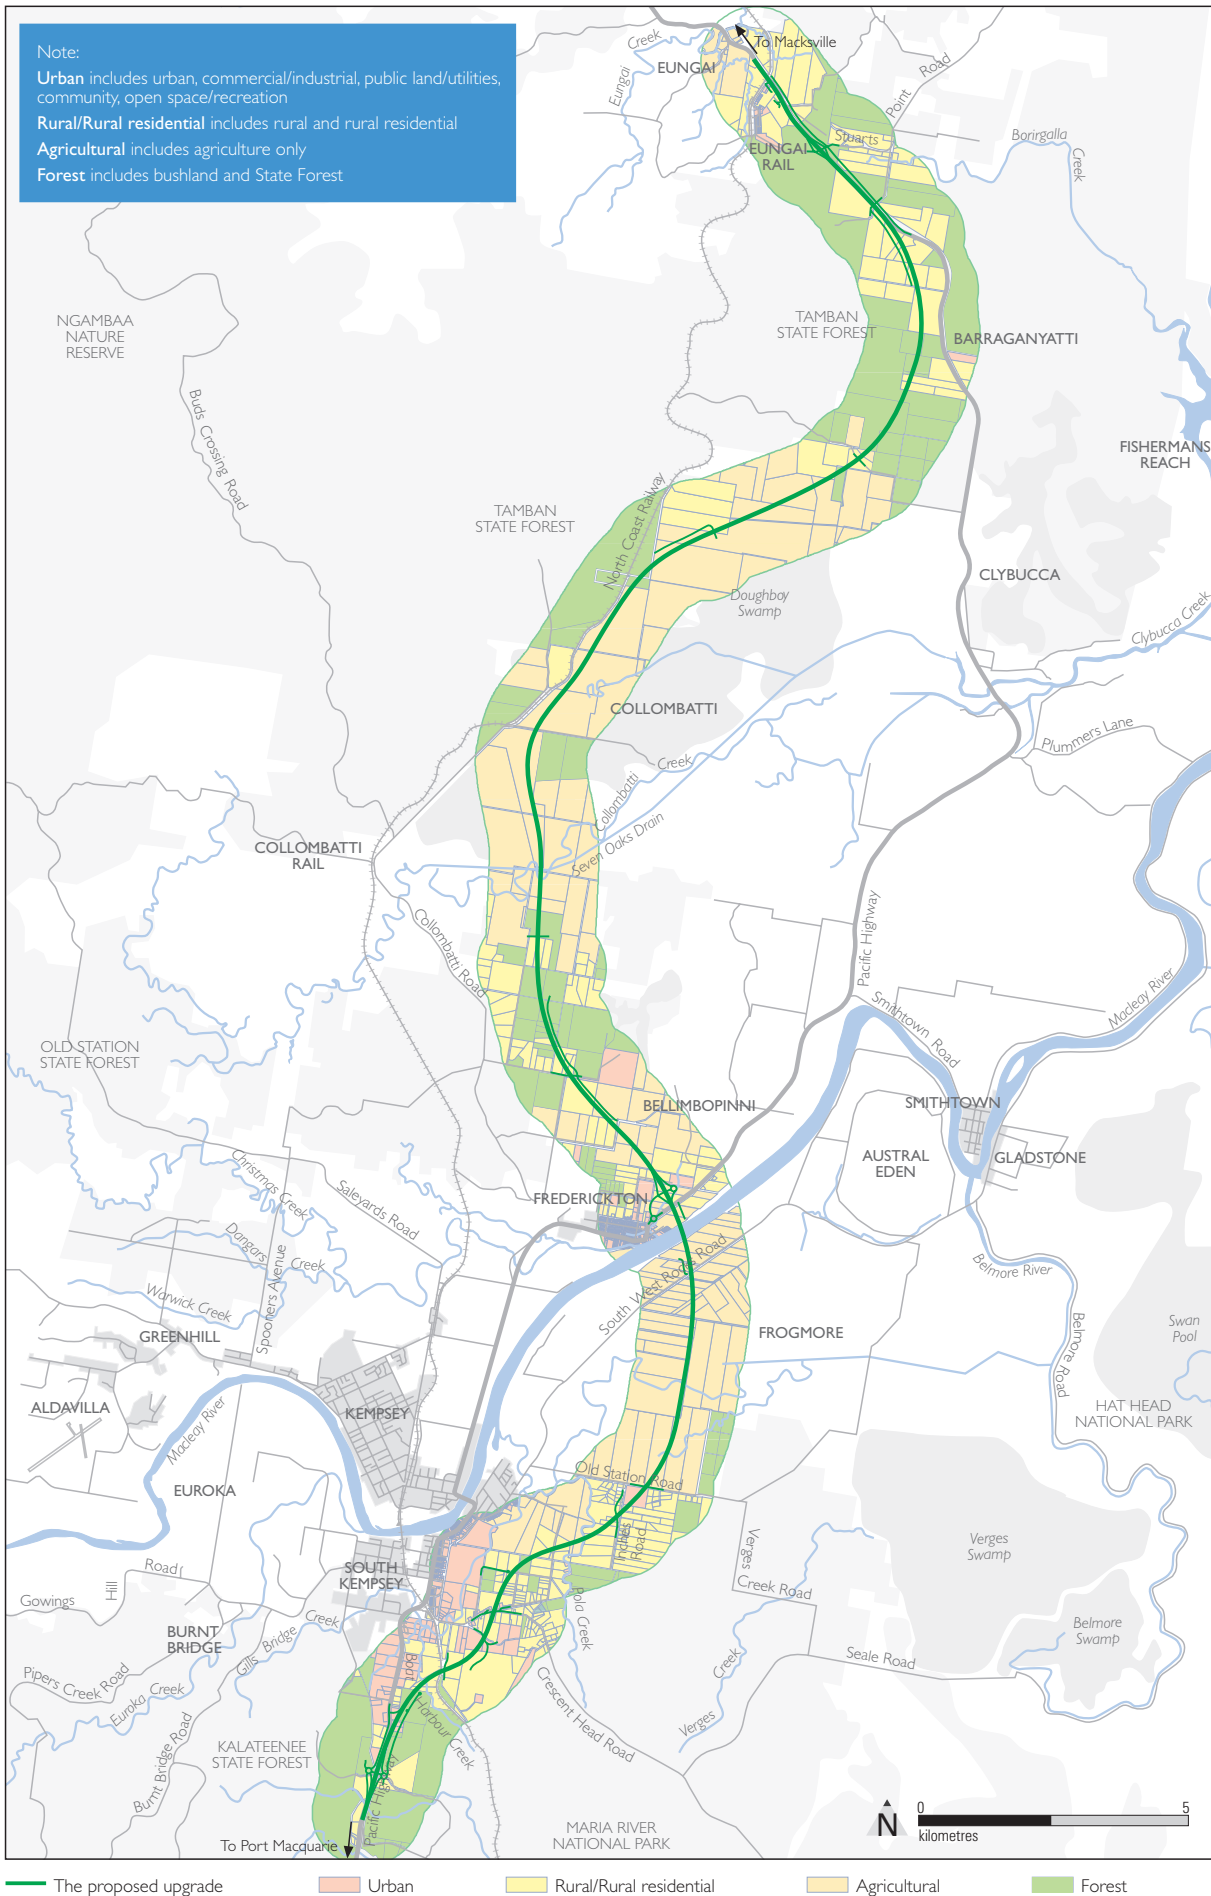 Note:
Urban includes urban, commercial/industrial, public land/utilities,
community, open space/recreation
Rural/Rural residential includes rural and rural residential
Agricultural includes agriculture only
Forest includes bushland and State Forest
To Macksville
Creek
EUNGAI
Eungai
Road
Point
Stuarts
Borirgalla
Creek
EUNGAI
RAIL
NGAMBAA
NATURE
RESERVE
TAMBAN
STATE FOREST
BARRAGANYATTI
Buds Crossing Road
FISHERMANS
REACH
TAMBAN
STATE FOREST
North Coast Railway
CLYBUCCA
Doughboy
Swamp
Clybucca Creek
COLLOMBATTI
Plummers Lane
Creek
Collombatti
Seven Oaks Drain
COLLOMBATTI
RAIL
Collombatti Road
Pacific Highway
Smithtown Road
Macleay River
OLD STATION
STATE FOREST
BELLIMBOPINNI
SMITHTOWN
AUSTRAL
EDEN
GLADSTONE
Christmas Creek
Saleyards Road
FREDERICKTON
Dangars Creek
Spooners Avenue
South West Rocks Road
Belmore River
Warwick Creek
GREENHILL
FROGMORE
Belmore Road
Swan
Pool
ALDAVILLA
KEMPSEY
HAT HEAD
NATIONAL PARK
Macleay River
EUROKA
Old Station Road
Inches
Road
Verges
Creek Road
Verges
Swamp
SOUTH
KEMPSEY
Road
Hill
Gowings
Pola Creek
BURNT
BRIDGE
Gills Bridge Creek
Belmore
Swamp
Seale Road
Pipers Creek Road
Euroka Creek
Boat
Harbour
Creek
Crescent Head Road
Verges
Creek
Burnt Bridge Road
KALATEENEE
STATE FOREST
Pacific Highway
To Port Macquarie
MARIA RIVER
NATIONAL PARK
N
0 5
kilometres
The proposed upgrade Urban Rural/Rural residential Agricultural Forest